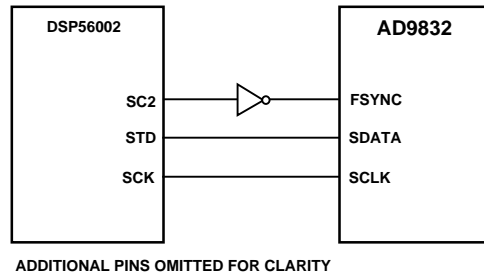 DSP56002
AD9832
SC2
FSYNC
STD
SDATA
SCK
SCLK
ADDITIONAL PINS OMITTED FOR CLARITY